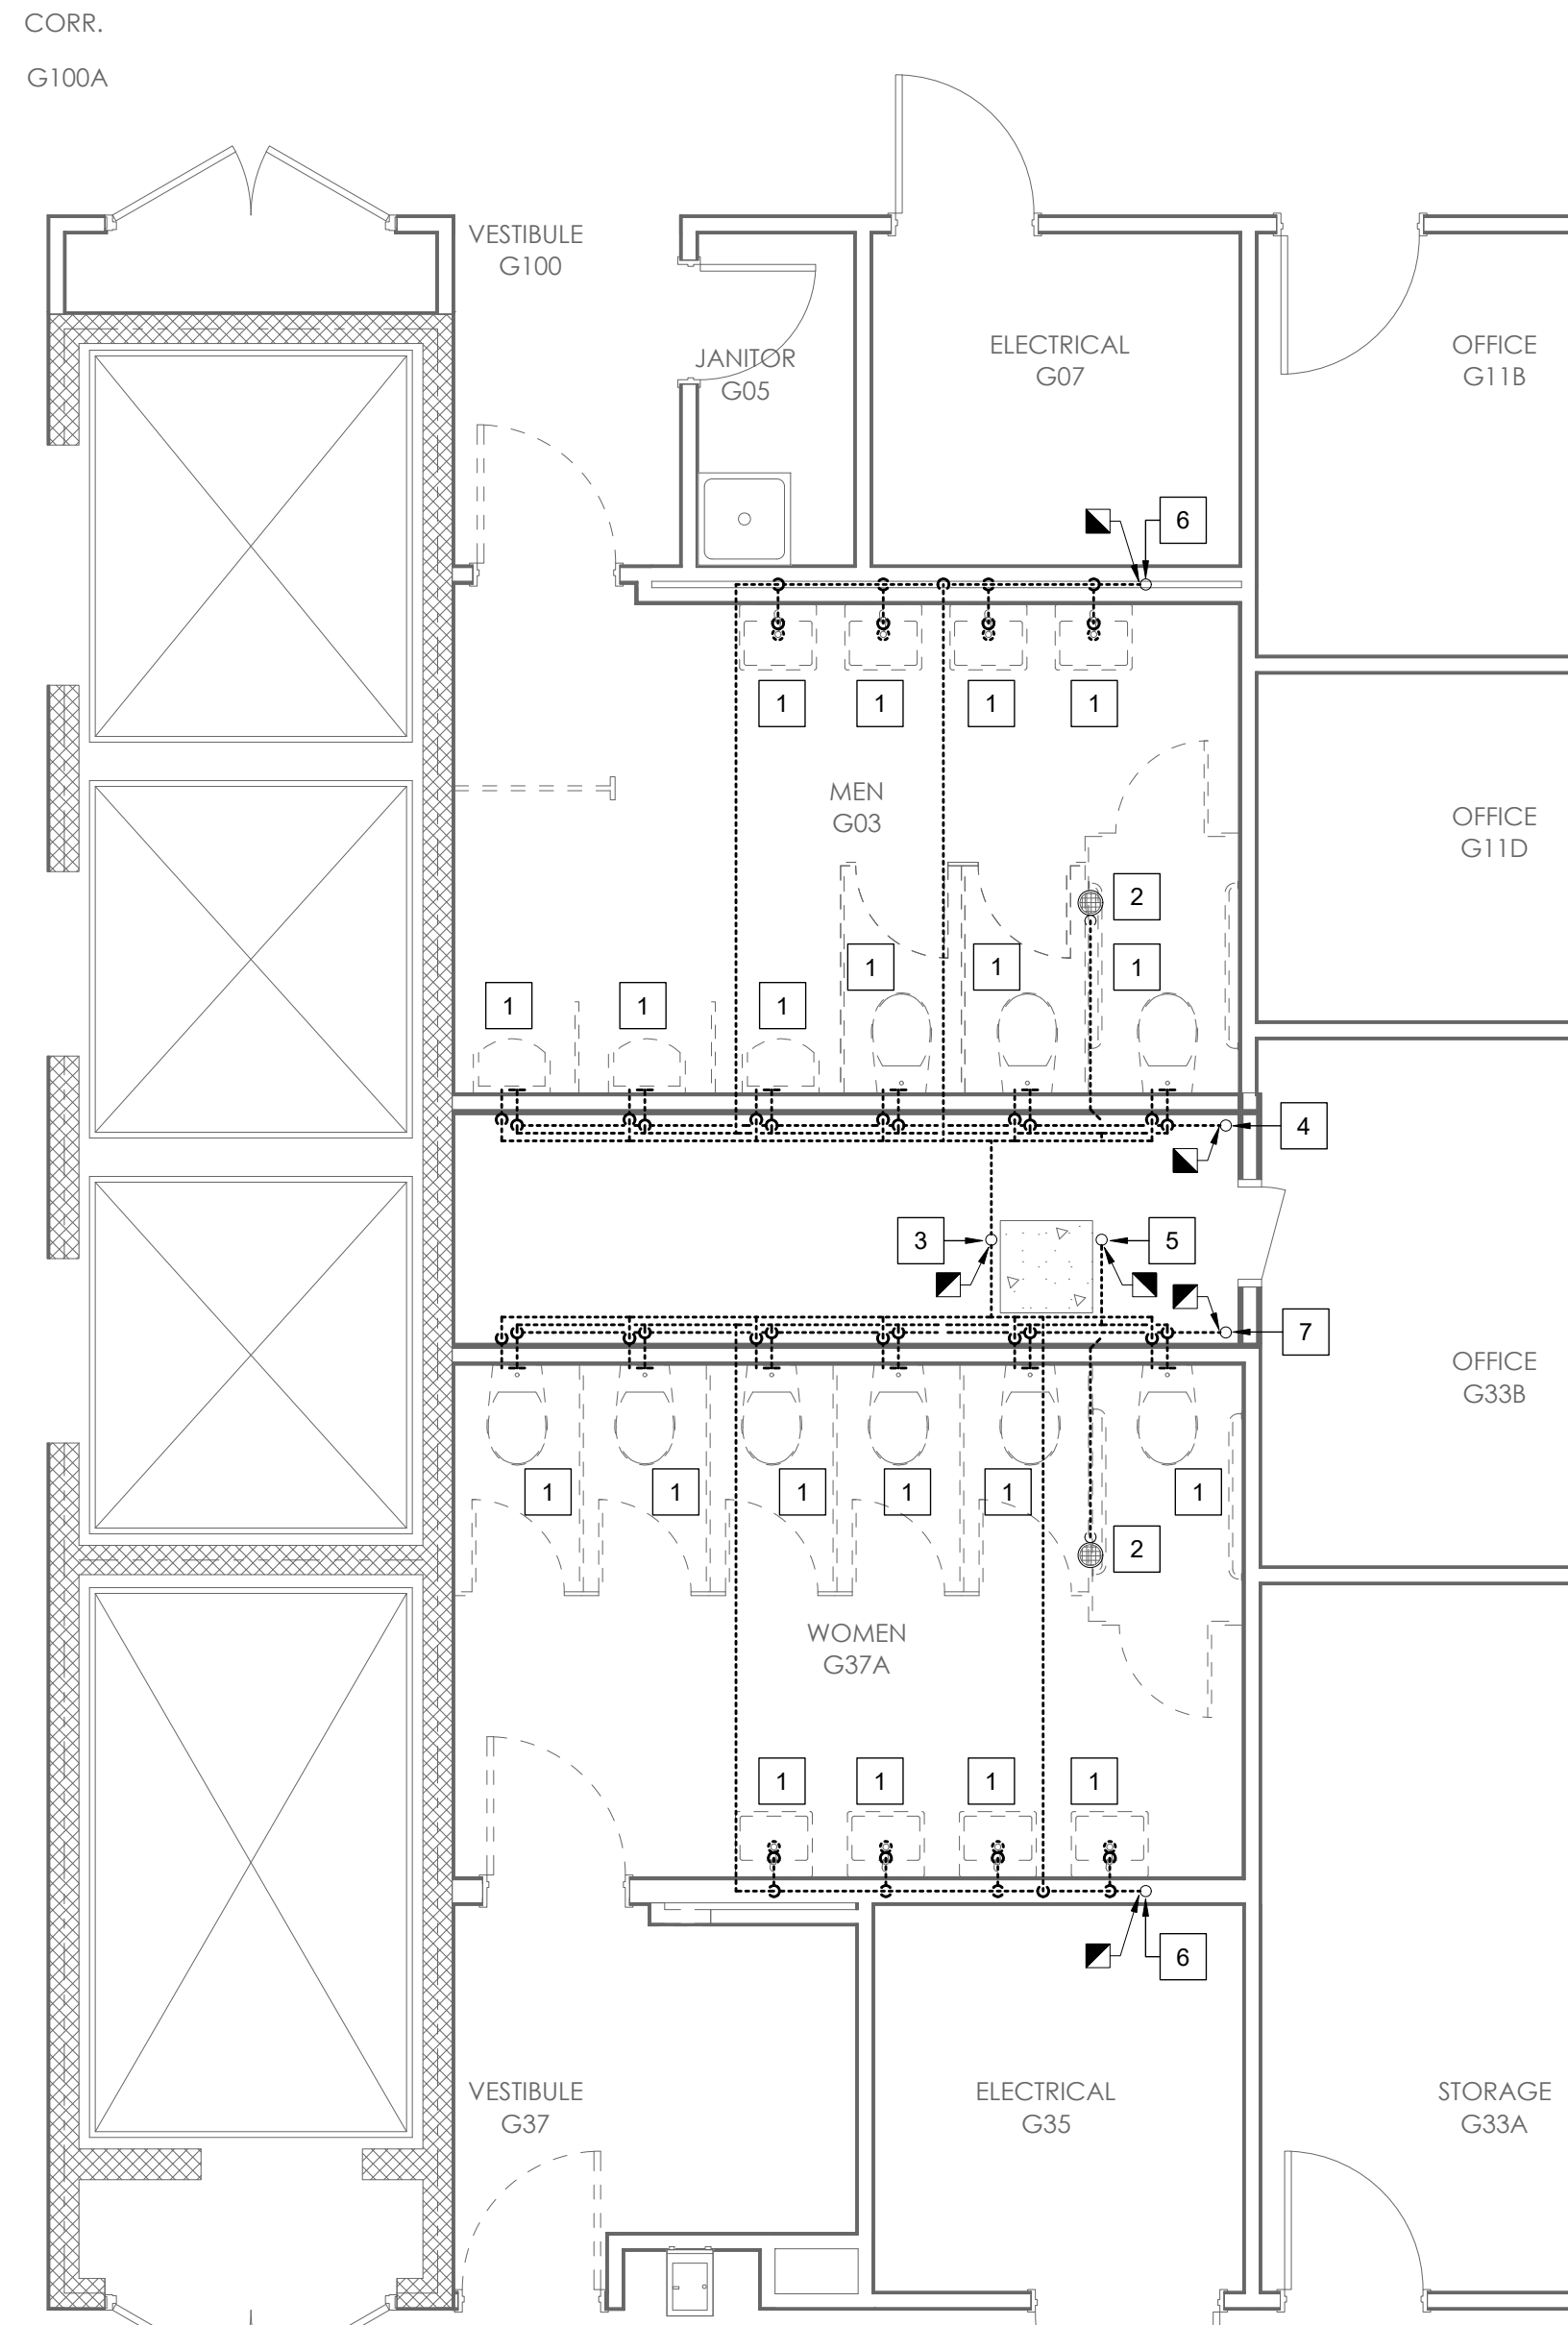 CORR.
G100A
VESTIBULE
G100
JANITOR
G05
ELECTRICAL
G07
OFFICE
G11B
6
1
1
1
1
MEN
G03
OFFICE
G11D
2
1
1
1
1
1
1
4
3
5
7
OFFICE
G33B
1
1
1
1
1
1
2
WOMEN
G37A
1
1
1
1
6
VESTIBULE
G37
ELECTRICAL
G35
STORAGE
G33A